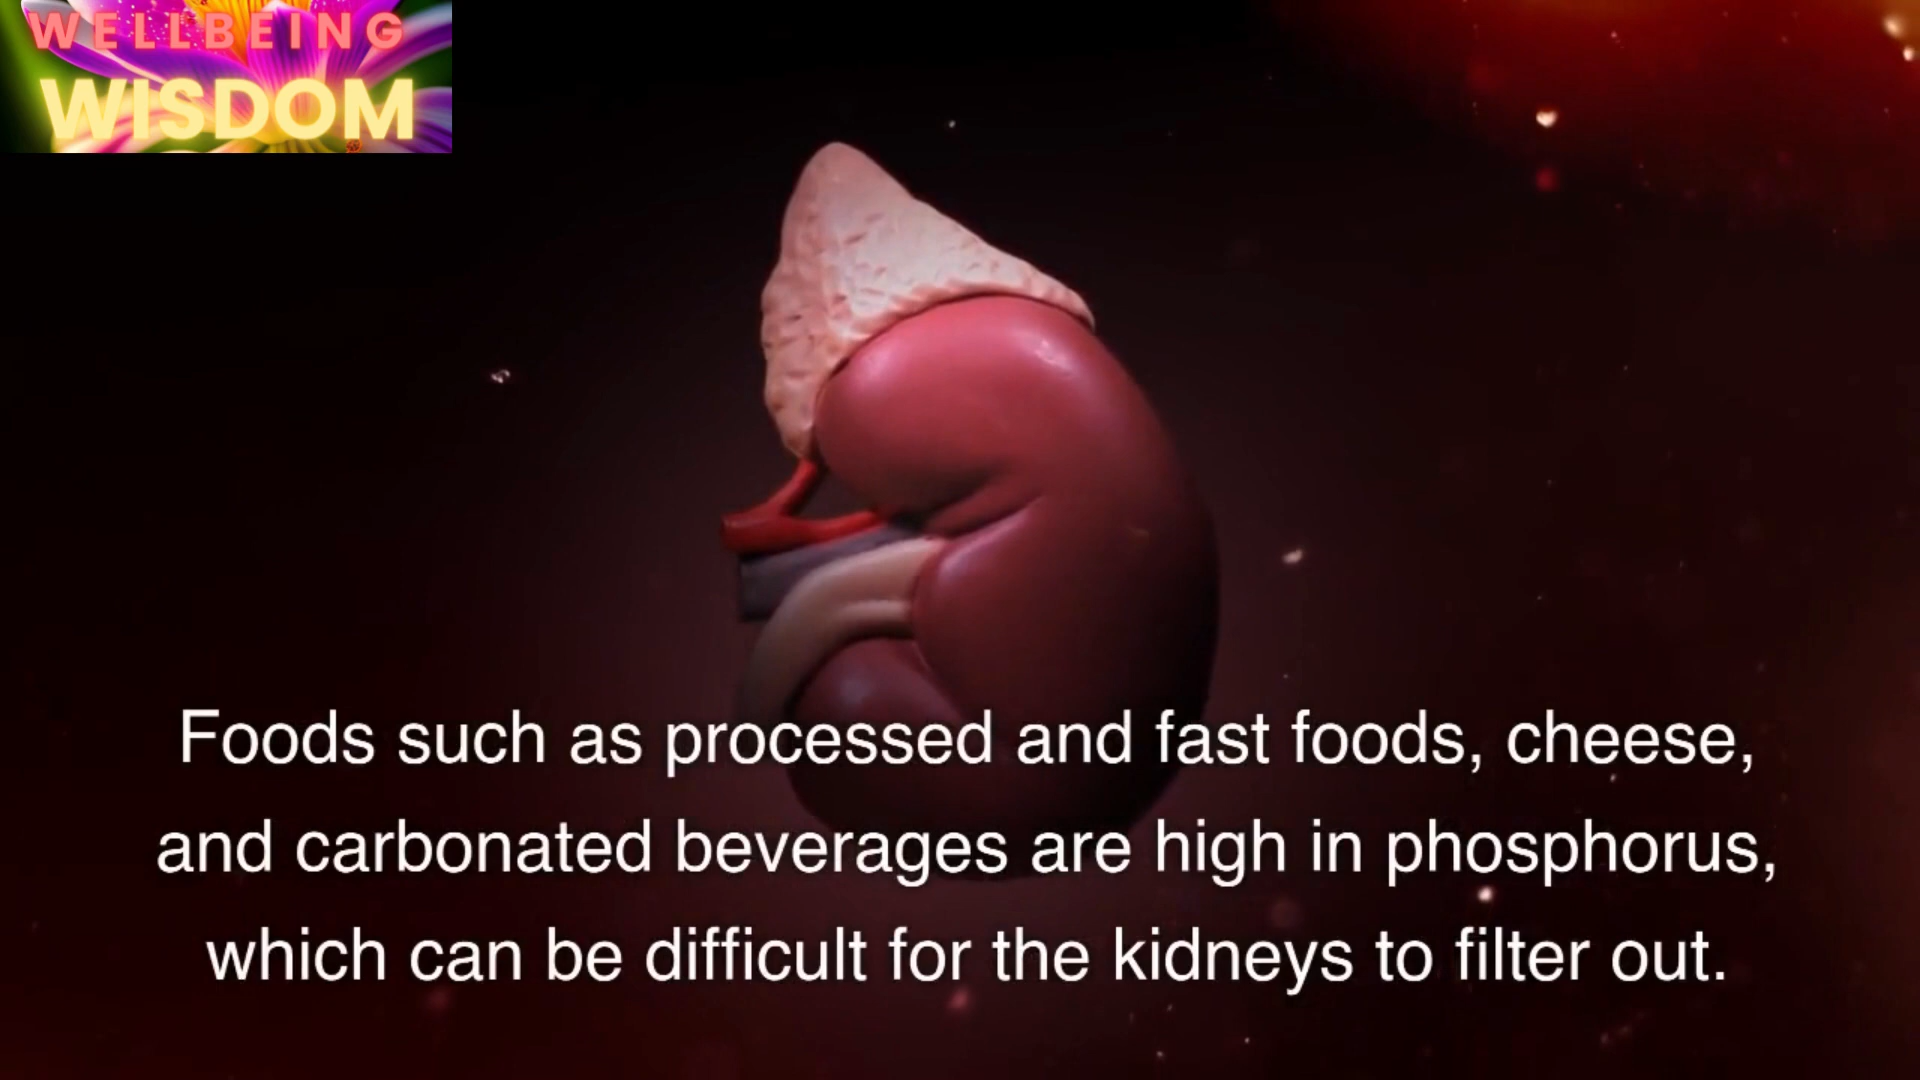 WELLBEING
WISDOM
Foods such as processed and fast foods, cheese,
and carbonated beverages are high in phosphorus,
which can be difficult for the kidneys to filter out.